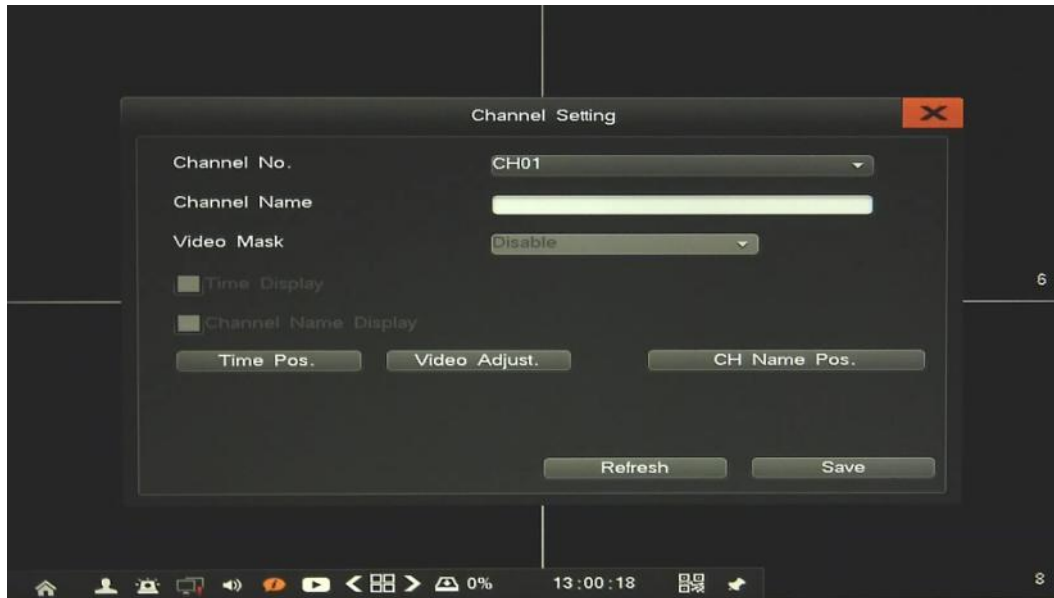 Channel Setting
Channel No.
CH01
Channel Name
Video Mask
Disable
Time Display
6
Channel Name Display
Time Pos.
Video Adjust.
CH Name Pos.
Refresh
Save
0%
13:00:18
8